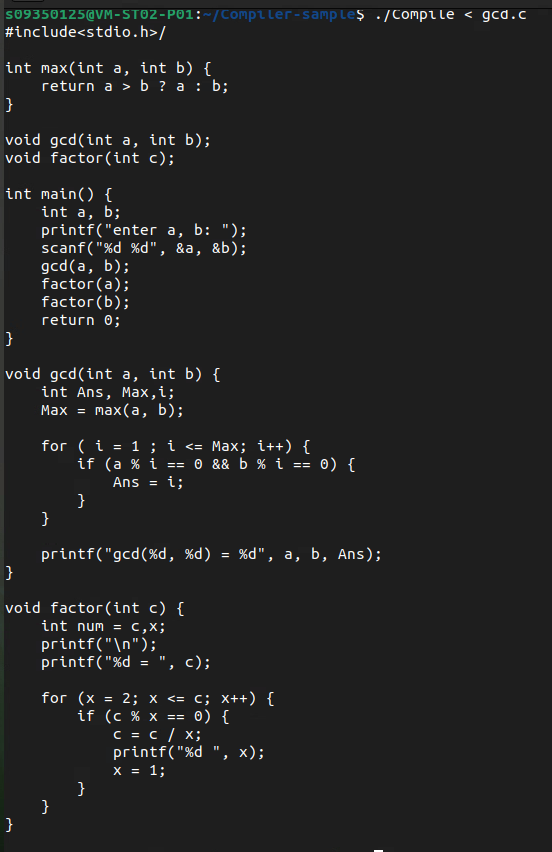 s09350125@VM-ST02-P01:~/Compiler-sample$ ./Compile < gcd.c
#include<stdio.h>/

int max(int a, int b) {
    return a > b ? a : b;
}

void gcd(int a, int b);
void factor(int c);

int main() {
    int a, b;
    printf("enter a, b: ");
    scanf("%d %d", &a, &b);
    gcd(a, b);
    factor(a);
    factor(b);
    return 0;
}

void gcd(int a, int b) {
    int Ans, Max,i;
    Max = max(a, b);

    for ( i = 1 ; i <= Max; i++) {
        if (a % i == 0 && b % i == 0) {
            Ans = i;
        }
    }

    printf("gcd(%d, %d) = %d", a, b, Ans);
}

void factor(int c) {
    int num = c,x;
    printf("\n");
    printf("%d = ", c);

    for (x = 2; x <= c; x++) {
        if (c % x == 0) {
            c = c / x;
            printf("%d ", x);
            x = 1;
        }
    }
}